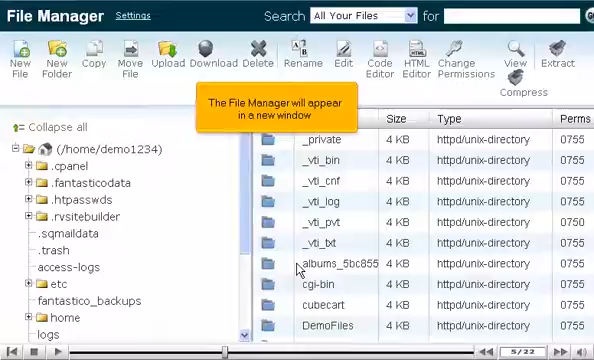 File Manager Settings Search All Your Files for
New File New Folder Copy Move File Upload Download Delete Rename Edit Code Editor HTML Editor Change Permissions View Extract
Compress
The File Manager will appear
in a new window
Size Type Perms
Collapse all
(/home/demo1234)
.cpanel
.fantasticodata
.htpasswds
.rvsitebuilder
.sqmaildata
.trash
access-logs
etc
fantastico_backups
home
logs
_private 4 KB httpd/unix-directory 0755
_vti_bin 4 KB httpd/unix-directory 0755
_vti_cnf 4 KB httpd/unix-directory 0755
_vti_log 4 KB httpd/unix-directory 0755
_vti_pvt 4 KB httpd/unix-directory 0750
_vti_txt 4 KB httpd/unix-directory 0755
albums_5bc855 4 KB httpd/unix-directory 0755
cgi-bin 4 KB httpd/unix-directory 0755
cubecart 4 KB httpd/unix-directory 0755
DemoFiles 4 KB httpd/unix-directory 0755
5/22